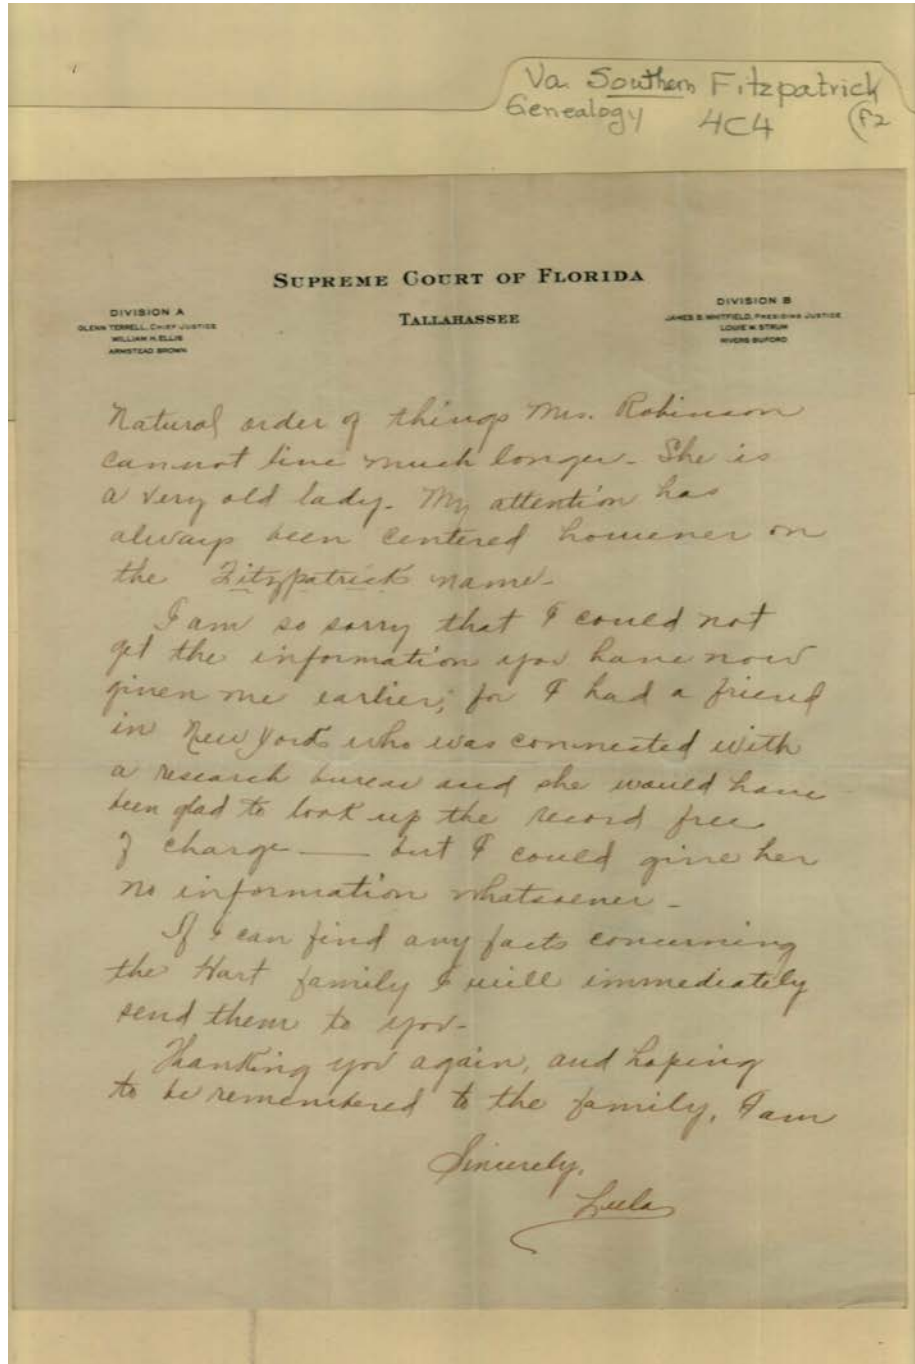 Va. Southern Fitzpatrick
Genealogy 4C4 (F2
SUPREME COURT OF FLORIDA
TALLAHASSEE
DIVISION A
GLENN TERRELL, CHIEF JUSTICE
WILLIAM H. ELLIS
ARMSTEAD BROWN
DIVISION B
JAMES B. WHITFIELD, PRESIDING JUSTICE
LOUIE W. STRUM
RIVERS BUFORD
Natural order of things Mrs. Robinson
cannot live much longer. She is
a very old lady. My attention has
always been centered however on
the Fitzpatrick name.
I am so sorry that I could not
get the information you have now
given me earlier; for I had a friend
in New York who was connected with
a research bureau and she would have
been glad to look up the record free
of charge — but I could give her
no information whatsoever.
If I can find any facts concerning
the Hart family I will immediately
send them to you.
Thanking you again, and hoping
to be remembered to the family, I am
Sincerely,
Lula